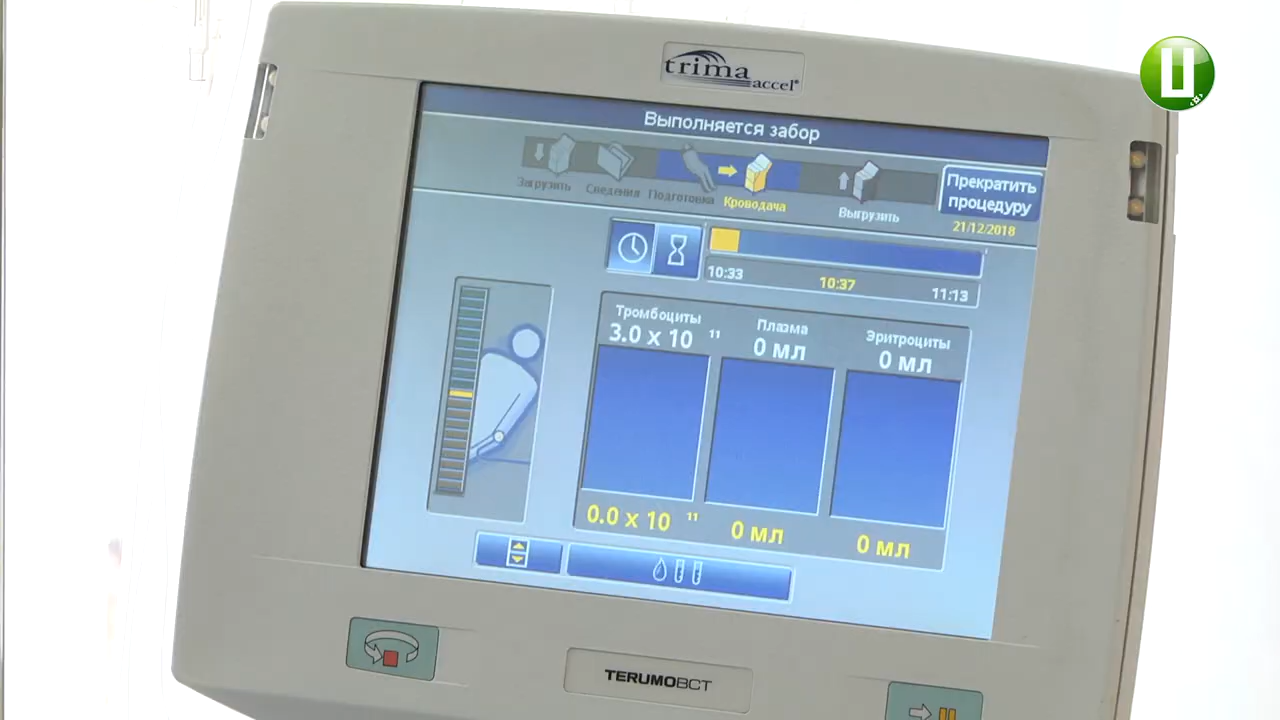 trima
accel®
Ц
Выполняется забор
Загрузить
Сведения
Подготовка
Кроводача
Выгрузить
Прекратить
процедуру
21/12/2018
10:33
10:37
11:13
Тромбоциты
3.0 x 10 11
Плазма
0 мл
Эритроциты
0 мл
0.0 x 10 11
0 мл
0 мл
TERUMOBCT